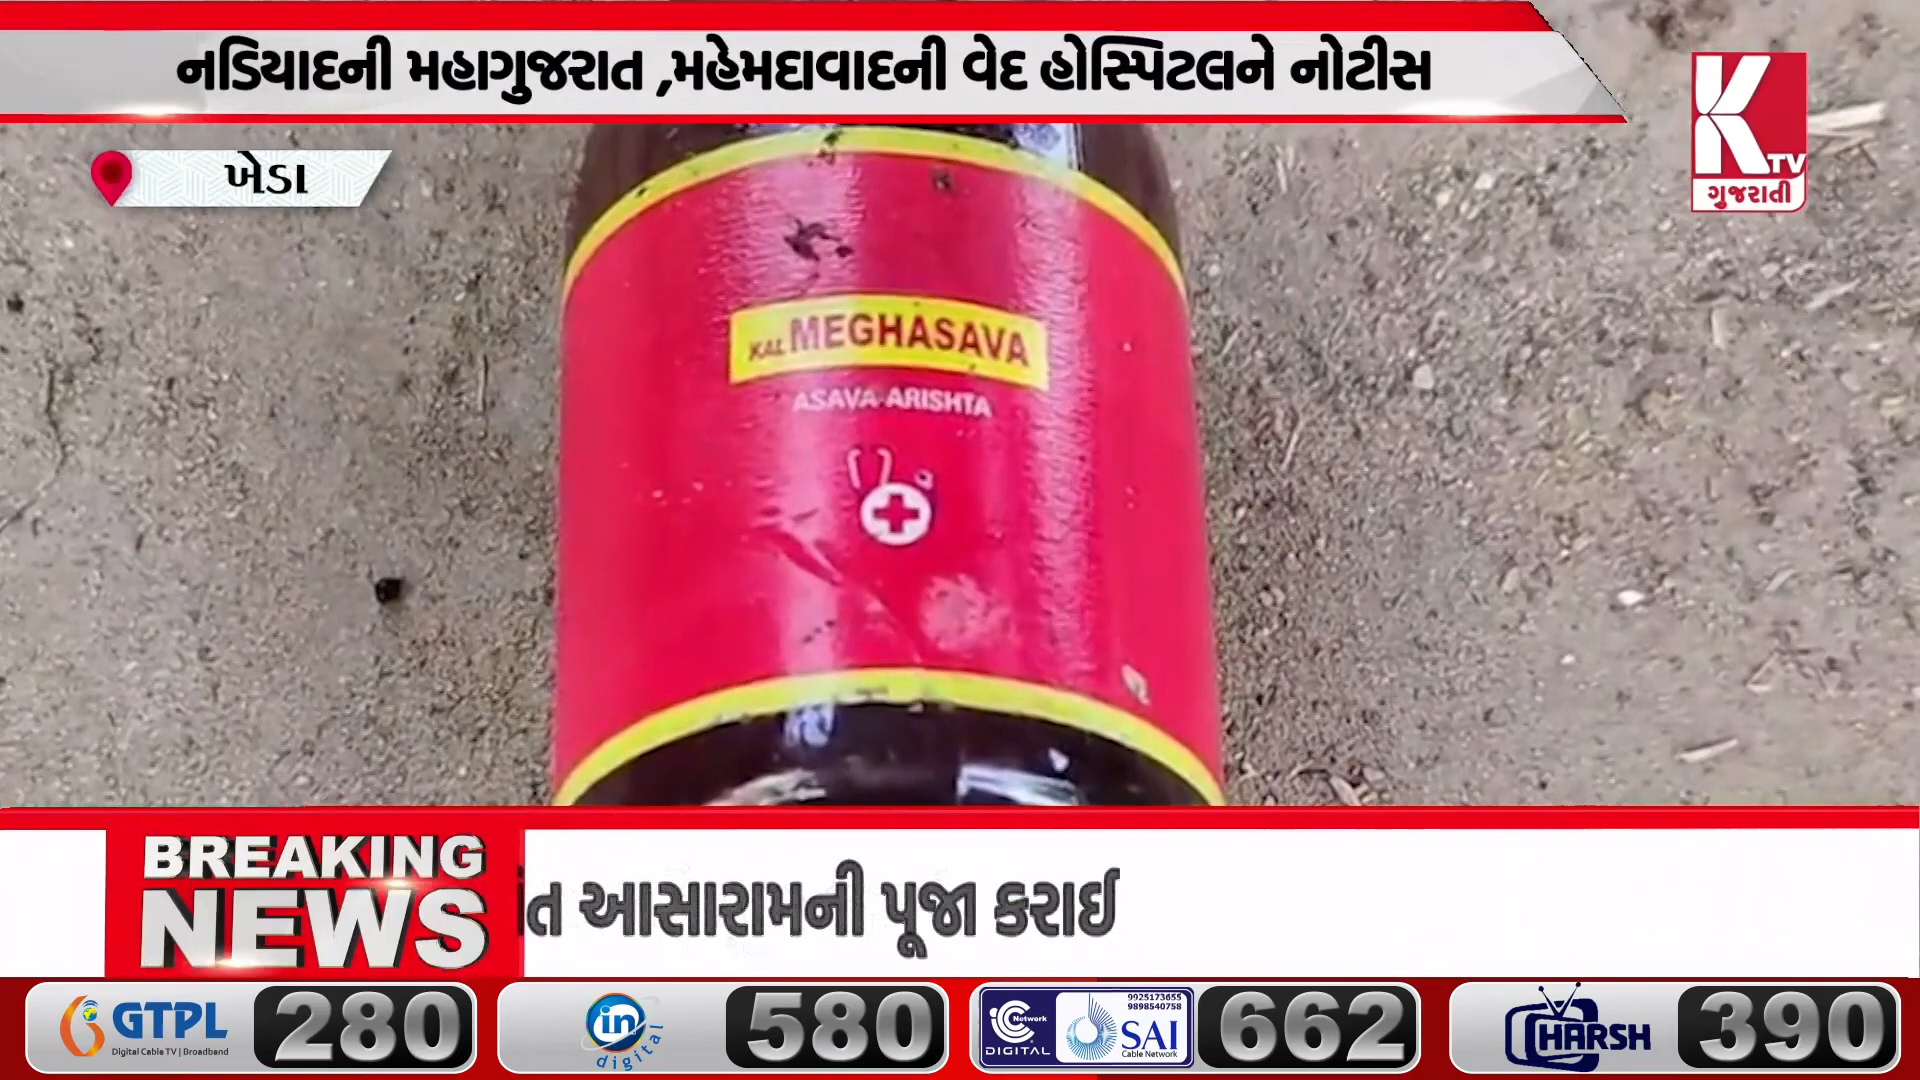 નડિયાદની મહાગુજરાત ,મહેમદાવાદની વેદ હોસ્પિટલને નોટીસ
ખેડા
K TV
ગુજરાતી
KAL MEGHASAVA
ASAVA-ARISHTA
BREAKING
NEWS
આસારામની પૂજા કરાઈ
GTPL
Digital Cable TV | Broadband
280
in
digital
580
Network
DIGITAL
9925173655
9898540758
SAI
Cable Network
662
HARSH
390